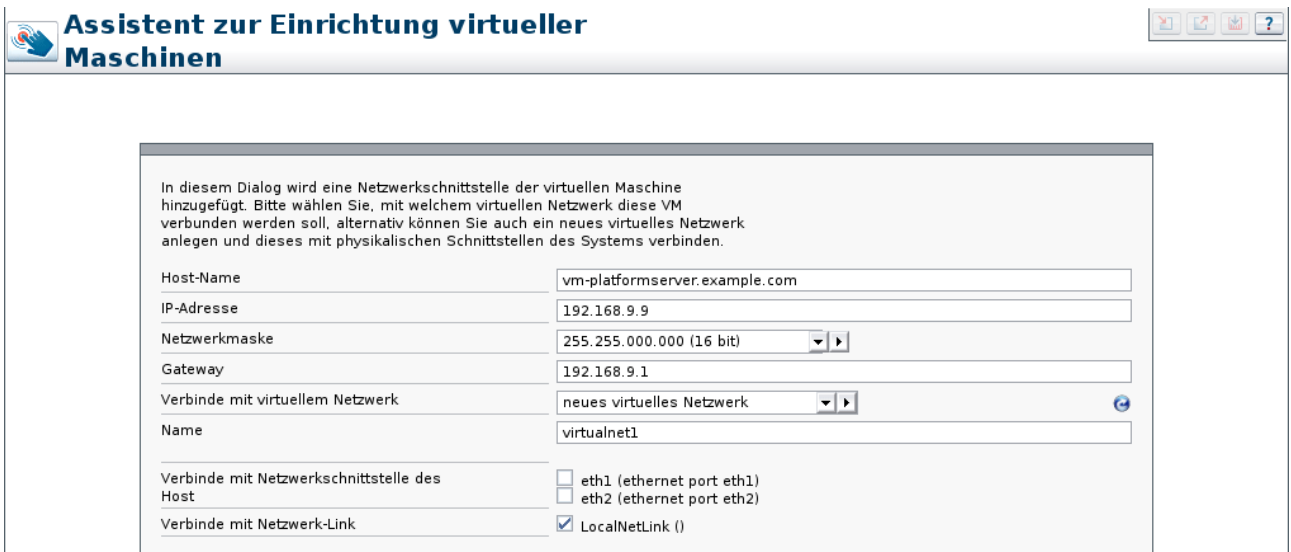 Assistent zur Einrichtung virtueller
Maschinen
?
In diesem Dialog wird eine Netzwerkschnittstelle der virtuellen Maschine
hinzugefügt. Bitte wählen Sie, mit welchem virtuellen Netzwerk diese VM
verbunden werden soll, alternativ können Sie auch ein neues virtuelles Netzwerk
anlegen und dieses mit physikalischen Schnittstellen des Systems verbinden.
Host-Name vm-platformserver.example.com
IP-Adresse 192.168.9.9
Netzwerkmaske 255.255.000.000 (16 bit)
Gateway 192.168.9.1
Verbinde mit virtuellem Netzwerk neues virtuelles Netzwerk
Name virtualnet1
Verbinde mit Netzwerkschnittstelle des eth1 (ethernet port eth1)
Host eth2 (ethernet port eth2)
Verbinde mit Netzwerk-Link LocalNetLink ()